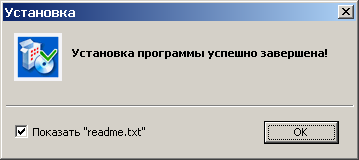 Установка
Установка программы успешно завершена!
Показать "readme.txt"
OK